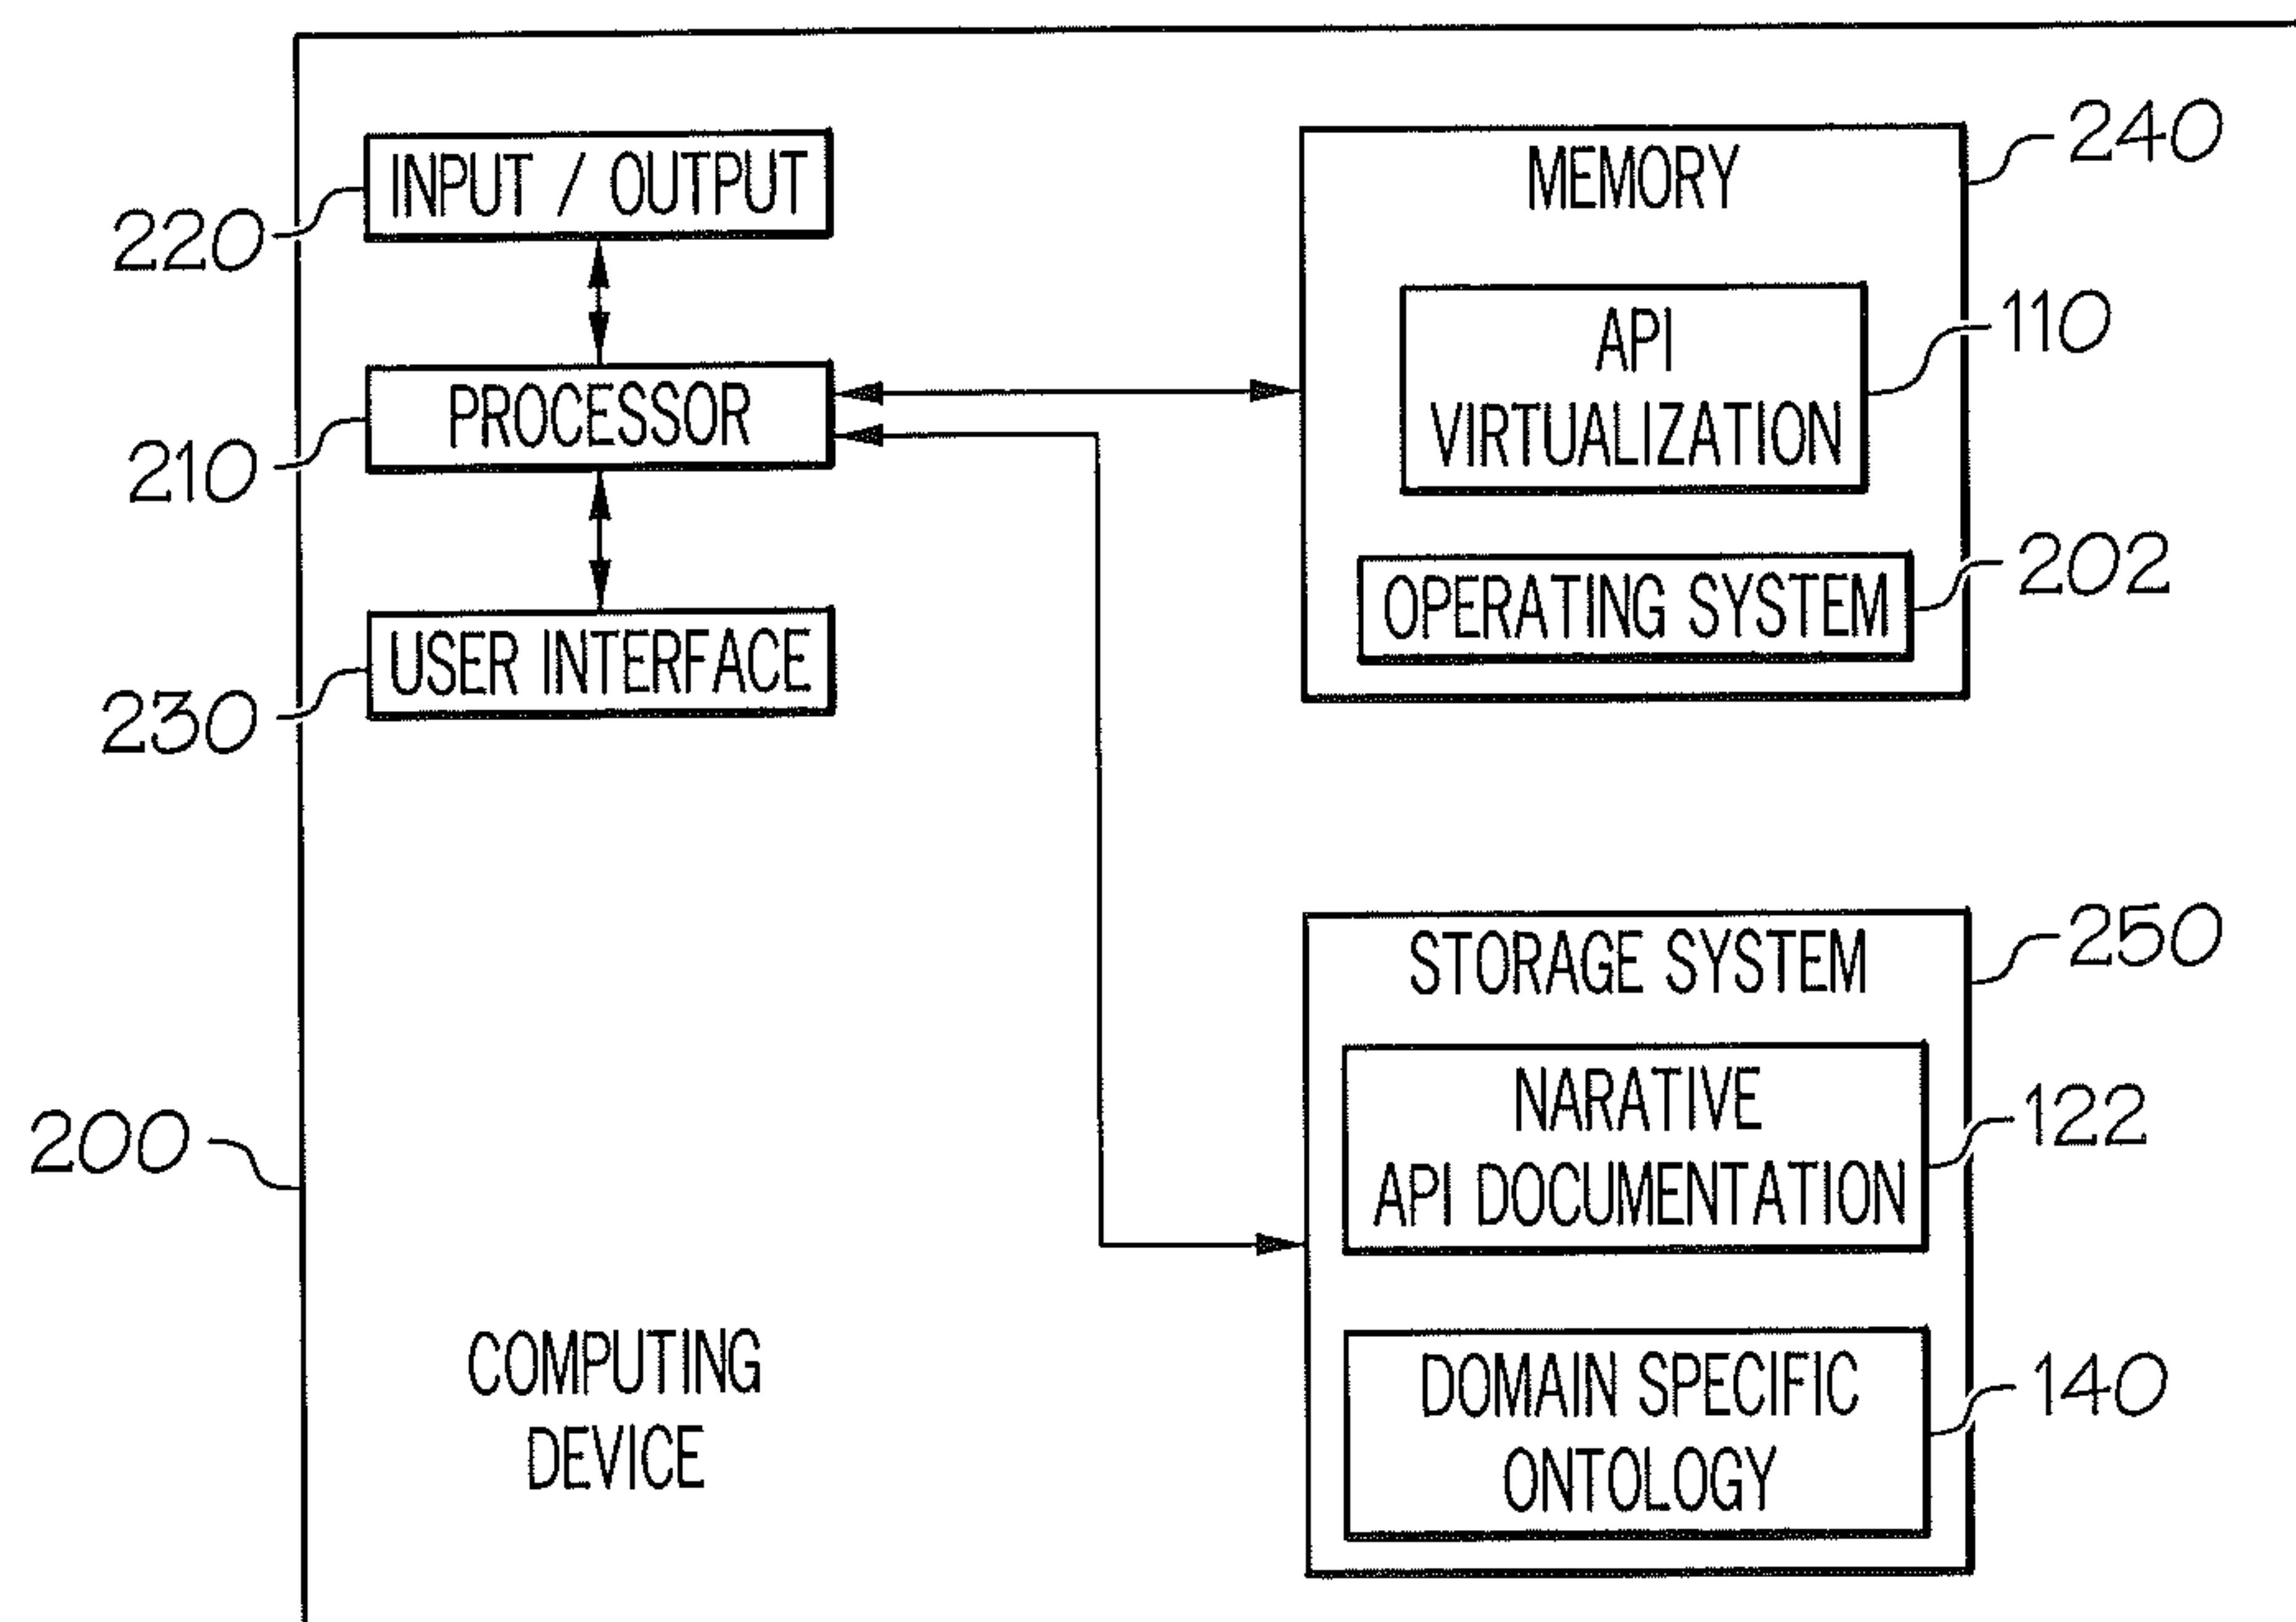 INPUT / OUTPUT
220
PROCESSOR
210
USER INTERFACE
230
MEMORY
240
API
VIRTUALIZATION
110
OPERATING SYSTEM
202
STORAGE SYSTEM
250
NARATIVE
API DOCUMENTATION
122
DOMAIN SPECIFIC
ONTOLOGY
140
200
COMPUTING
DEVICE